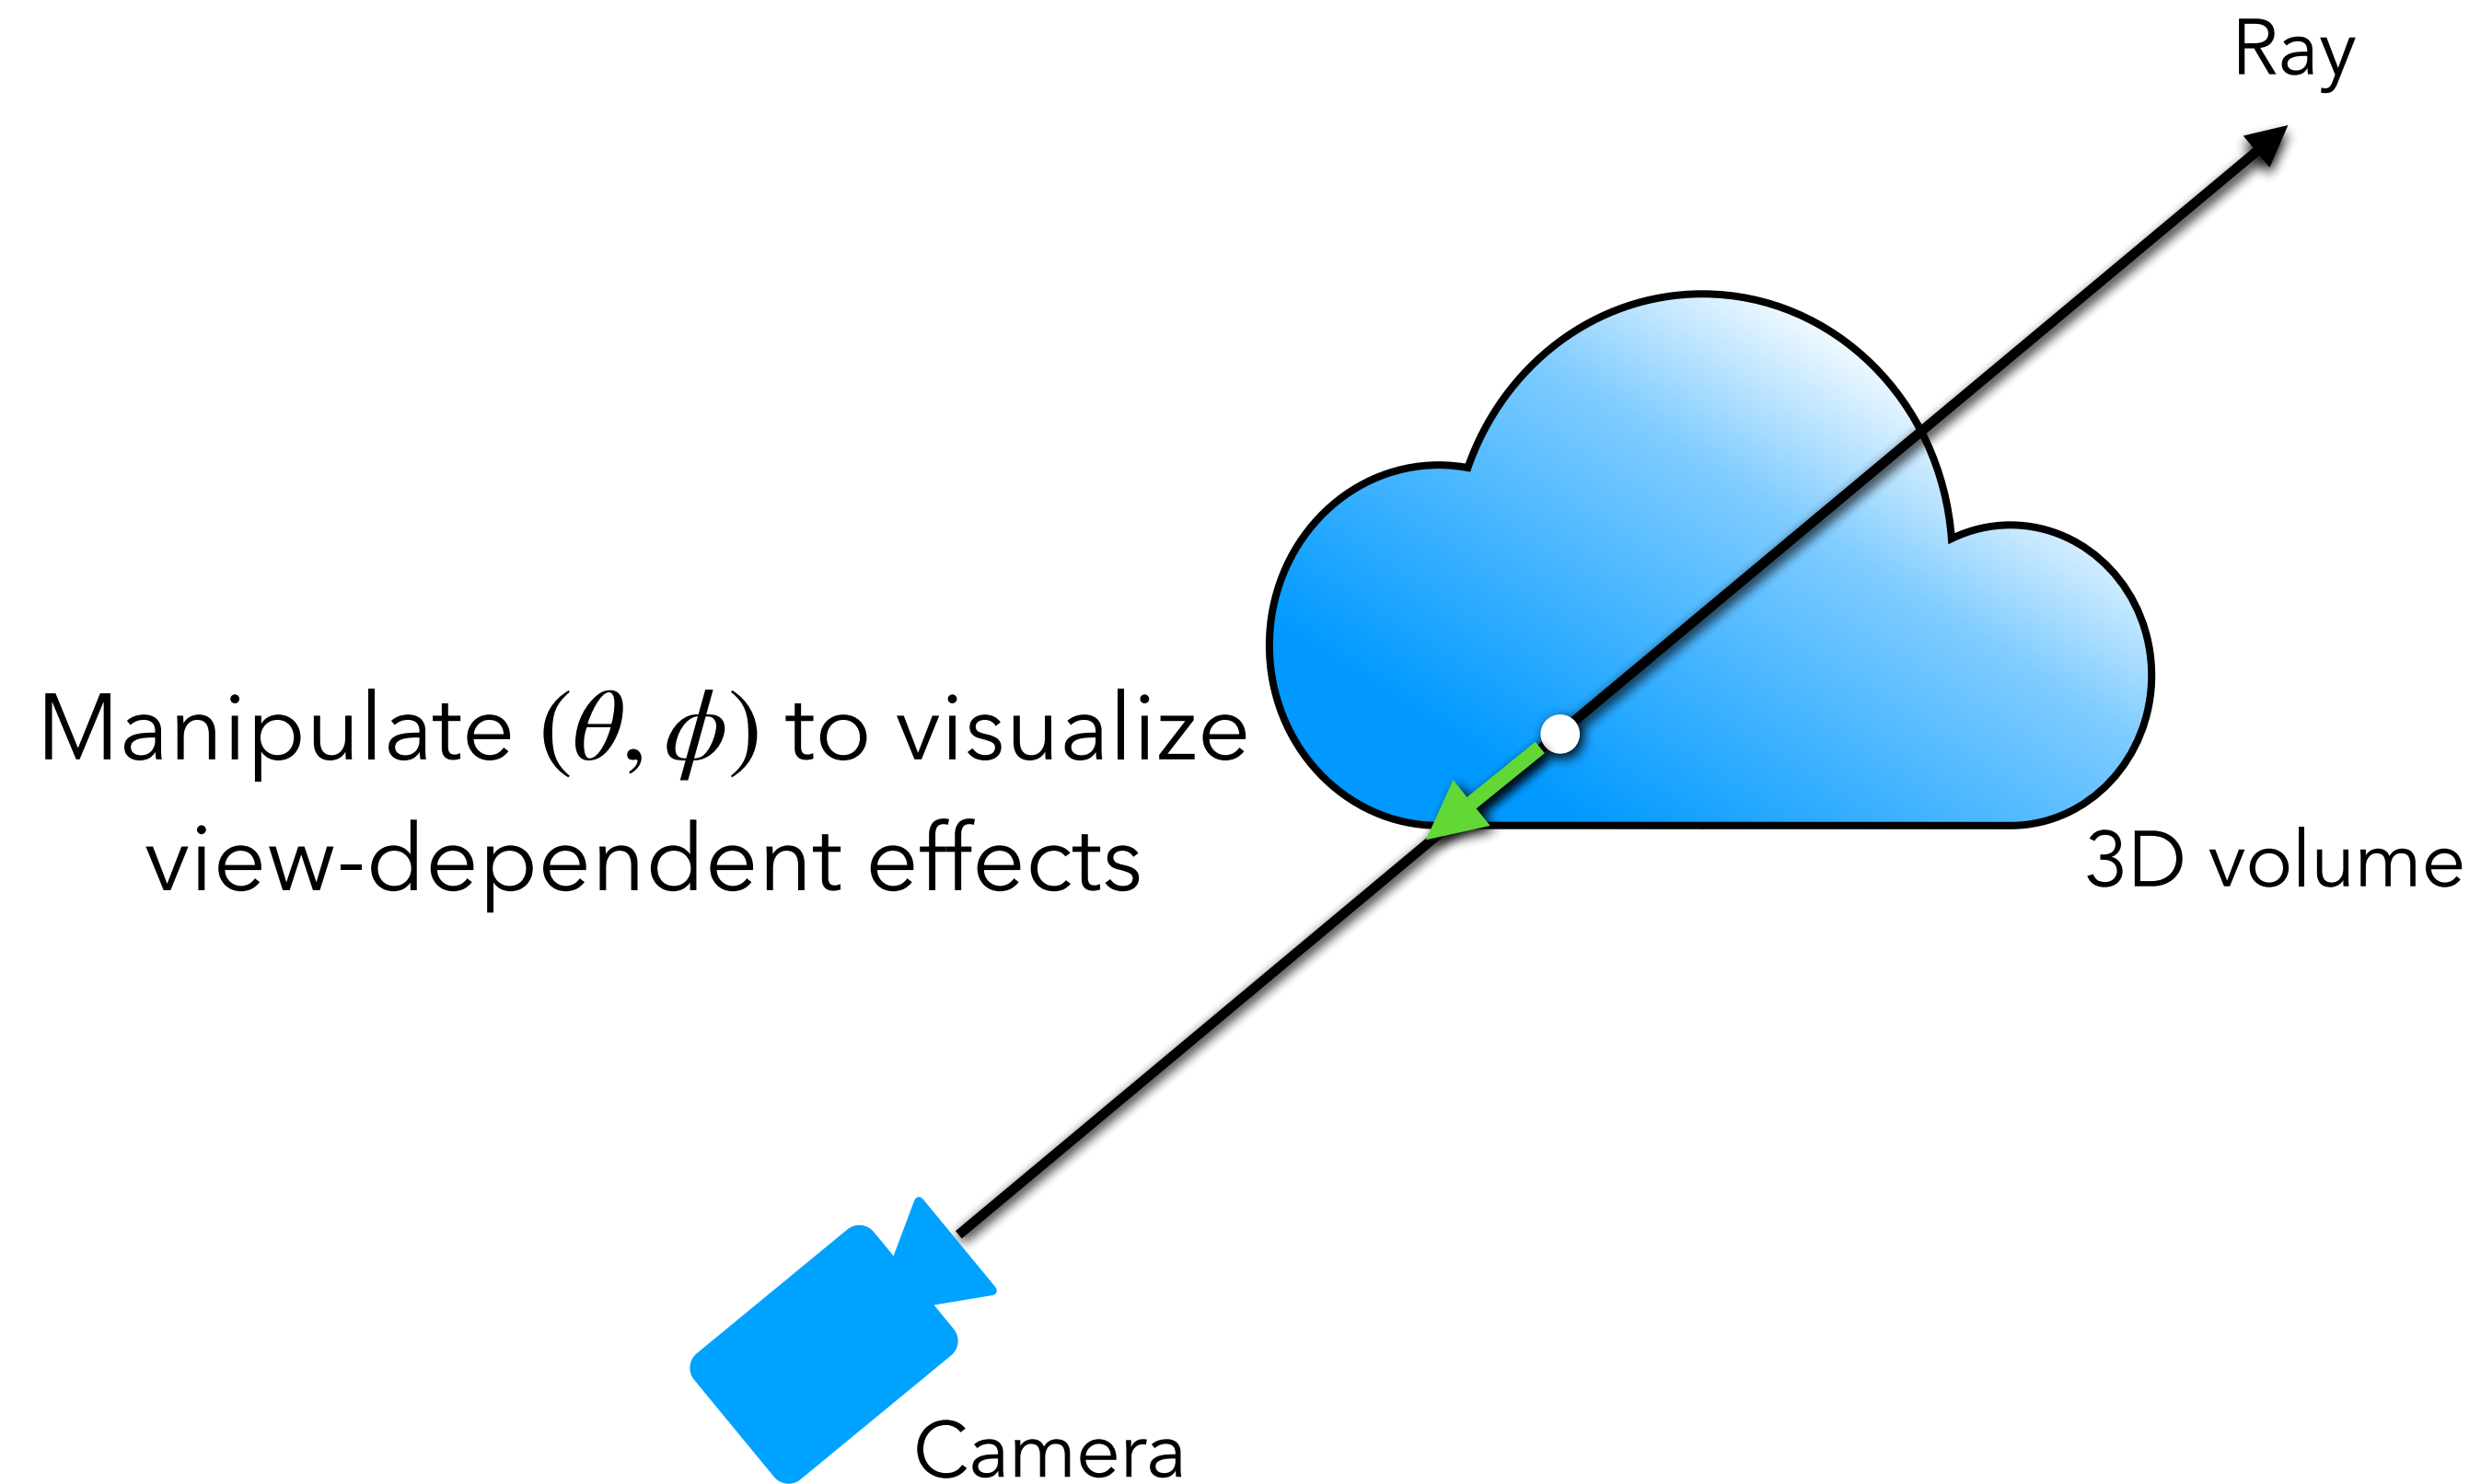 Ray
Manipulate (θ, ϕ) to visualize
view-dependent effects
3D volume
Camera